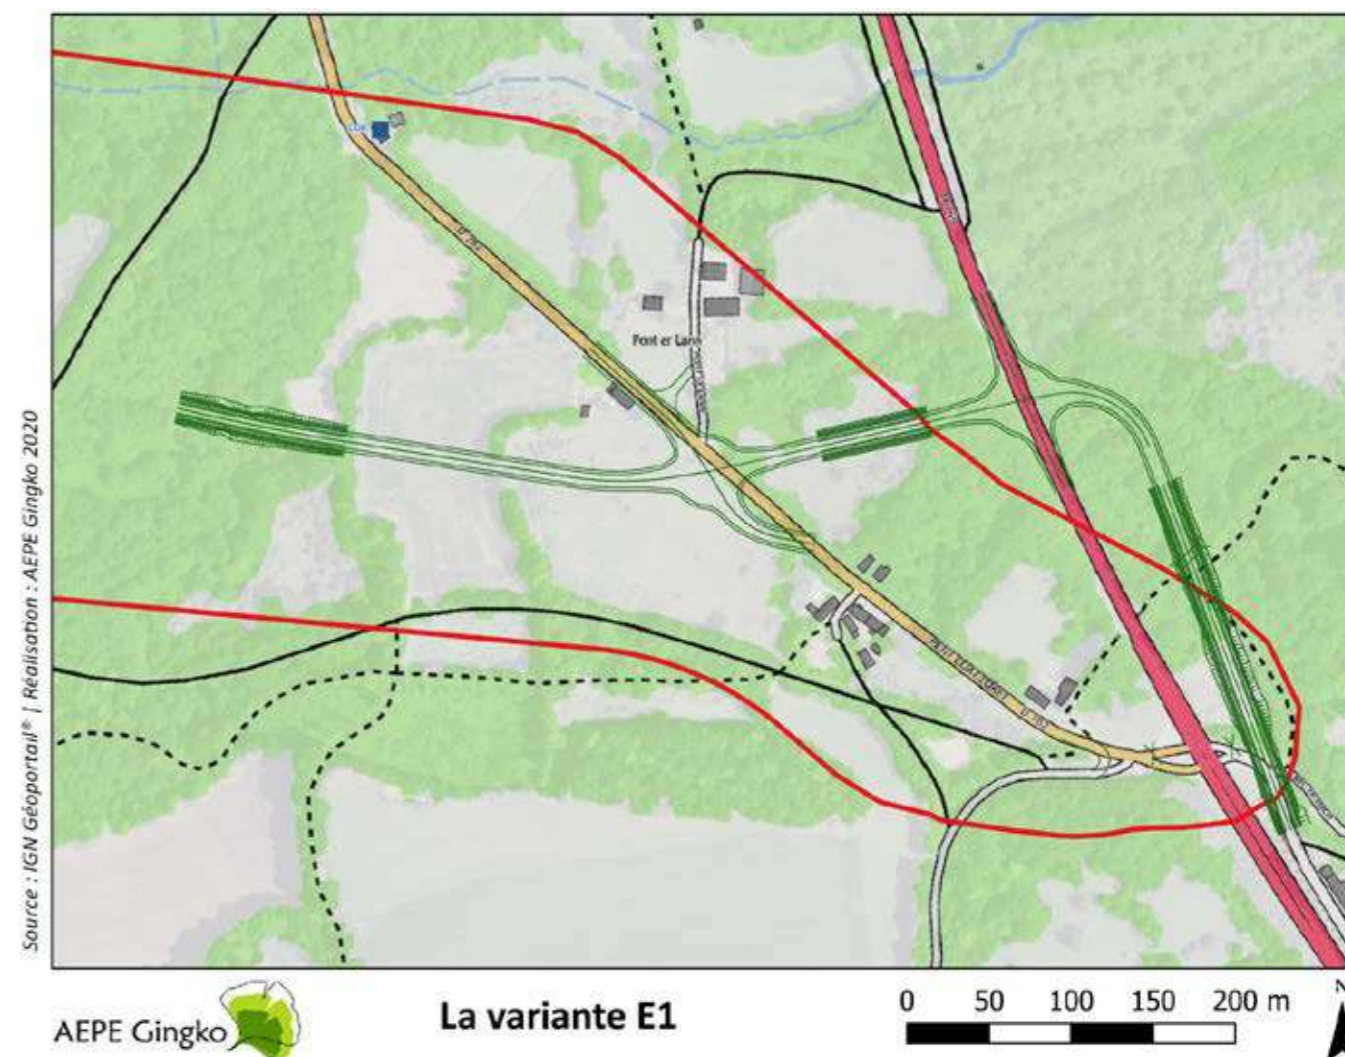 Pont er Lann
Source : IGN Géoportail® | Réalisation : AEPE Gingko 2020
AEPE Gingko
La variante E1
0 50 100 150 200 m
N